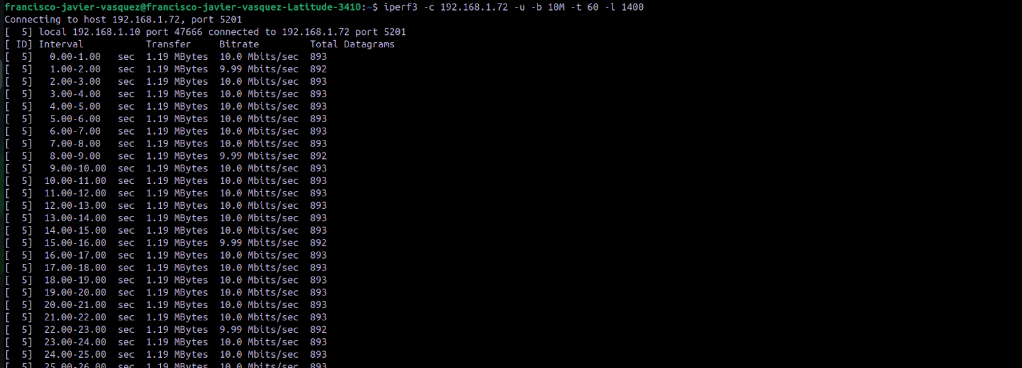 francisco-javier-vasquez@francisco-javier-vasquez-Latitude-3410:~$ iperf3 -c 192.168.1.72 -u -b 10M -t 60 -l 1400
Connecting to host 192.168.1.72, port 5201
[  5] local 192.168.1.10 port 47666 connected to 192.168.1.72 port 5201
[ ID] Interval           Transfer     Bitrate         Total Datagrams
[  5]   0.00-1.00   sec  1.19 MBytes  10.0 Mbits/sec  893
[  5]   1.00-2.00   sec  1.19 MBytes  9.99 Mbits/sec  892
[  5]   2.00-3.00   sec  1.19 MBytes  10.0 Mbits/sec  893
[  5]   3.00-4.00   sec  1.19 MBytes  10.0 Mbits/sec  893
[  5]   4.00-5.00   sec  1.19 MBytes  10.0 Mbits/sec  893
[  5]   5.00-6.00   sec  1.19 MBytes  10.0 Mbits/sec  893
[  5]   6.00-7.00   sec  1.19 MBytes  10.0 Mbits/sec  893
[  5]   7.00-8.00   sec  1.19 MBytes  10.0 Mbits/sec  893
[  5]   8.00-9.00   sec  1.19 MBytes  9.99 Mbits/sec  892
[  5]   9.00-10.00  sec  1.19 MBytes  10.0 Mbits/sec  893
[  5]  10.00-11.00  sec  1.19 MBytes  10.0 Mbits/sec  893
[  5]  11.00-12.00  sec  1.19 MBytes  10.0 Mbits/sec  893
[  5]  12.00-13.00  sec  1.19 MBytes  10.0 Mbits/sec  893
[  5]  13.00-14.00  sec  1.19 MBytes  10.0 Mbits/sec  893
[  5]  14.00-15.00  sec  1.19 MBytes  10.0 Mbits/sec  893
[  5]  15.00-16.00  sec  1.19 MBytes  9.99 Mbits/sec  892
[  5]  16.00-17.00  sec  1.19 MBytes  10.0 Mbits/sec  893
[  5]  17.00-18.00  sec  1.19 MBytes  10.0 Mbits/sec  893
[  5]  18.00-19.00  sec  1.19 MBytes  10.0 Mbits/sec  893
[  5]  19.00-20.00  sec  1.19 MBytes  10.0 Mbits/sec  893
[  5]  20.00-21.00  sec  1.19 MBytes  10.0 Mbits/sec  893
[  5]  21.00-22.00  sec  1.19 MBytes  10.0 Mbits/sec  893
[  5]  22.00-23.00  sec  1.19 MBytes  9.99 Mbits/sec  892
[  5]  23.00-24.00  sec  1.19 MBytes  10.0 Mbits/sec  893
[  5]  24.00-25.00  sec  1.19 MBytes  10.0 Mbits/sec  893
[  5]  25.00-26.00  sec  1.19 MBytes  10.0 Mbits/sec  893